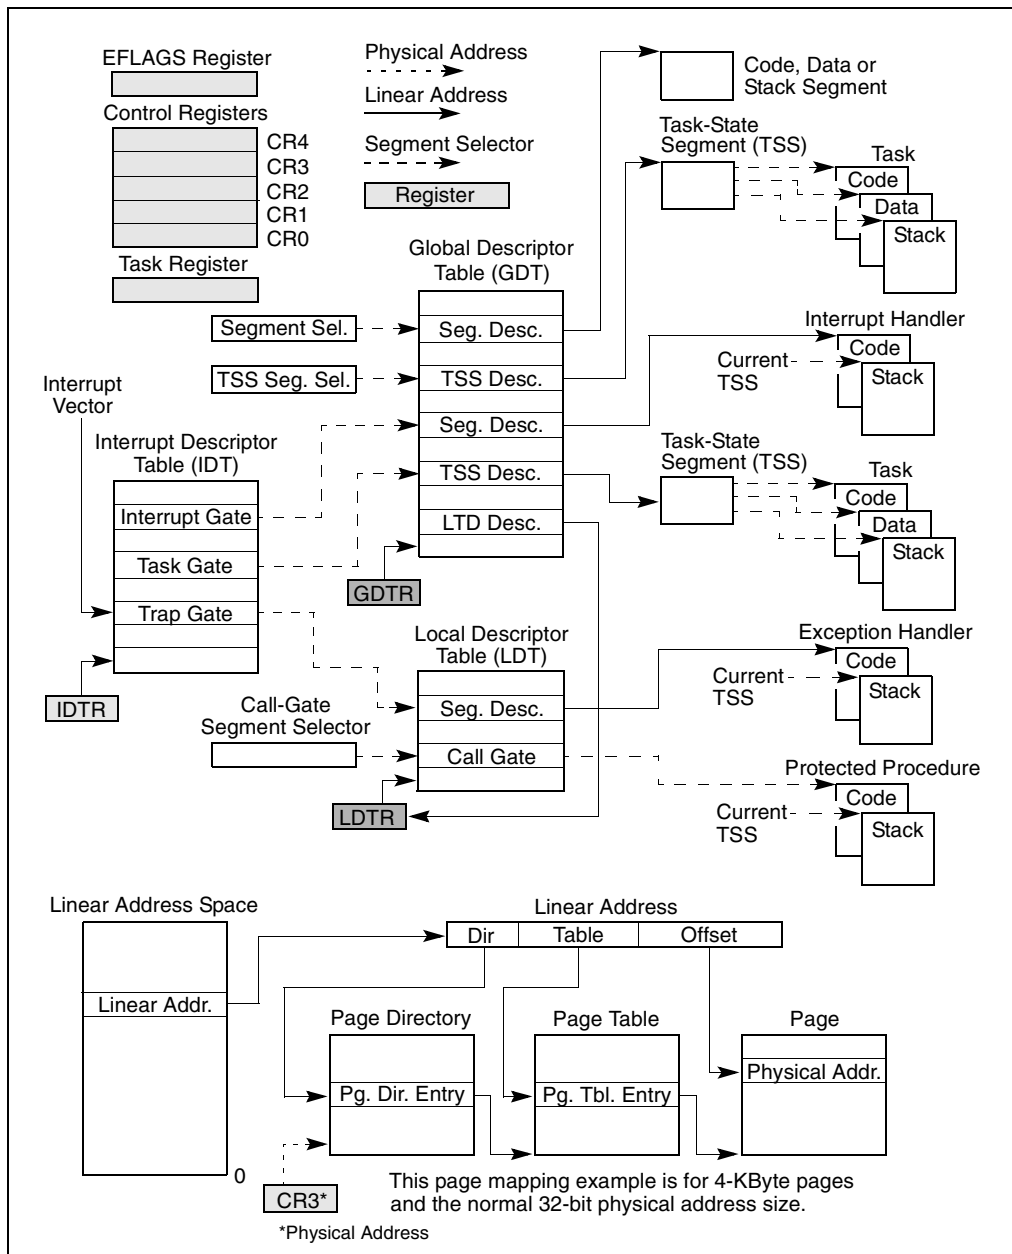 EFLAGS Register
Control Registers
CR4
CR3
CR2
CR1
CR0
Task Register
Physical Address
Linear Address
Segment Selector
Register
Code, Data or
Stack Segment
Task-State
Segment (TSS)
Task
Code
Data
Stack
Global Descriptor
Table (GDT)
Segment Sel.
Seg. Desc.
TSS Seg. Sel.
TSS Desc.
Seg. Desc.
TSS Desc.
LTD Desc.
GDTR
Interrupt Handler
Code
Current
TSS
Stack
Interrupt
Vector
Interrupt Descriptor
Table (IDT)
Interrupt Gate
Task Gate
Trap Gate
IDTR
Task-State
Segment (TSS)
Task
Code
Data
Stack
Local Descriptor
Table (LDT)
Seg. Desc.
Call-Gate
Segment Selector
Call Gate
LDTR
Exception Handler
Code
Current
TSS
Stack
Protected Procedure
Code
Current
TSS
Stack
Linear Address Space
Linear Addr.
0
Linear Address
Dir
Table
Offset
Page Directory
Pg. Dir. Entry
Page Table
Pg. Tbl. Entry
Page
Physical Addr.
CR3*
*Physical Address
This page mapping example is for 4-KByte pages
and the normal 32-bit physical address size.